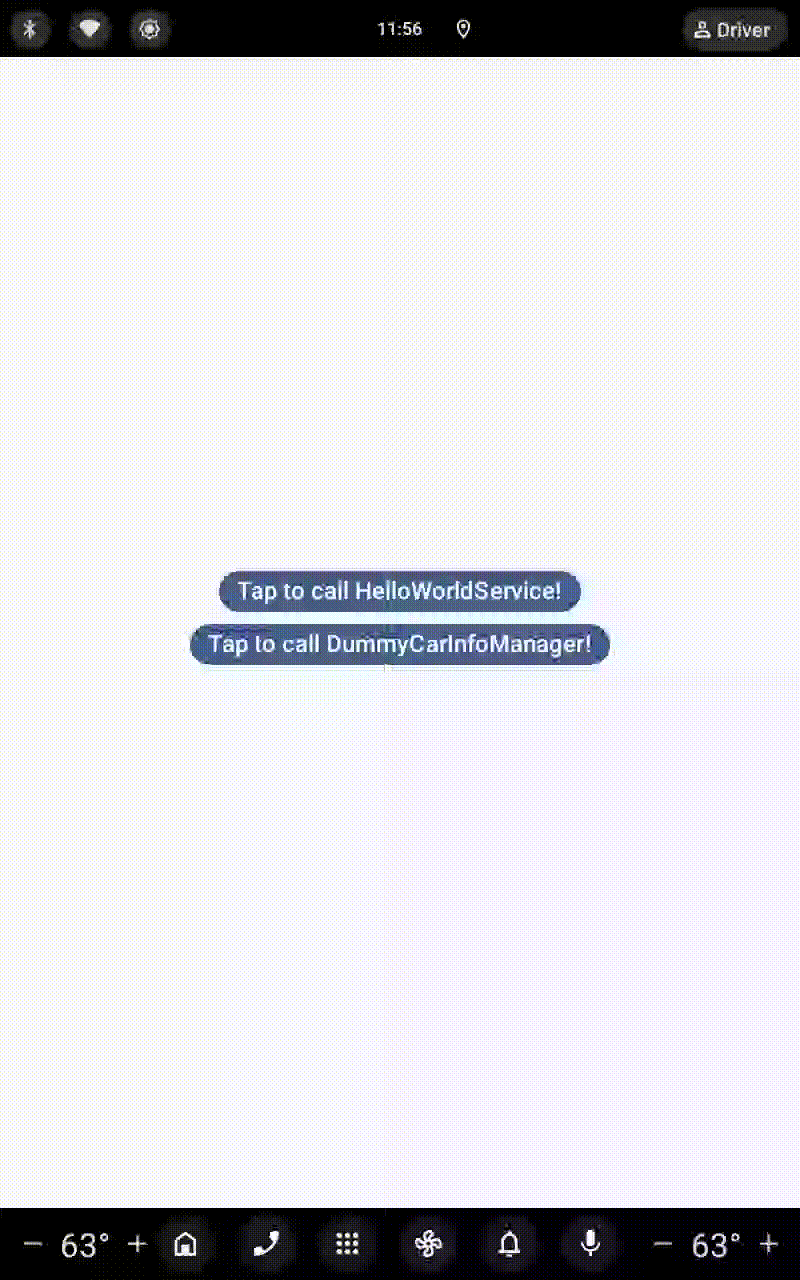 11:56 Driver
Tap to call HelloWorldService!
Tap to call DummyCarInfoManager!
− 63° + − 63° +